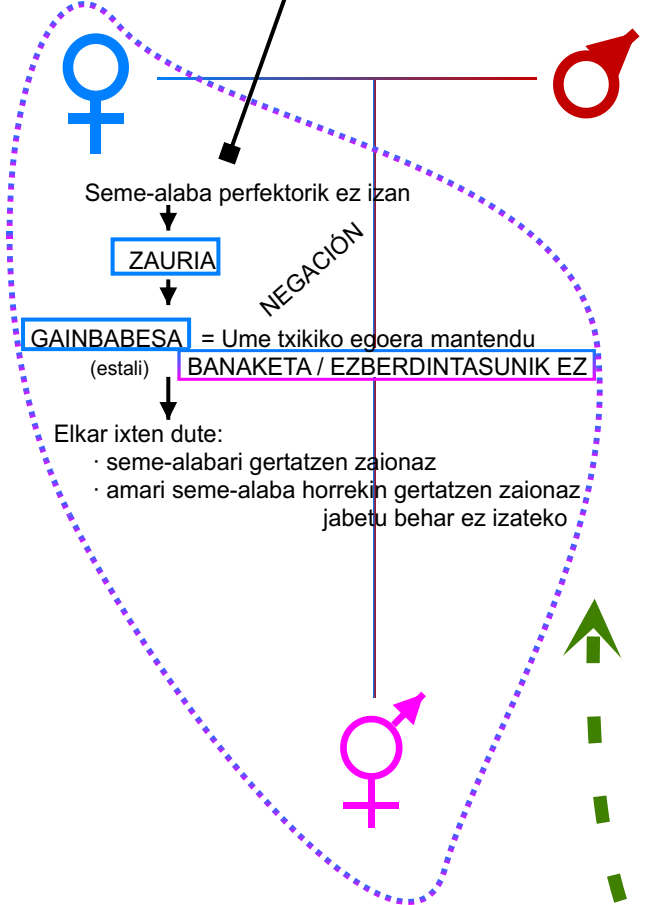 Seme-alaba perfektorik ez izan
ZAURIA
NEGACIÓN
GAINBABESA = Ume txikiko egoera mantendu
(estali) BANAKETA / EZBERDINTASUNIK EZ
Elkar ixten dute:
· seme-alabari gertatzen zaionaz
· amari seme-alaba horrekin gertatzen zaionaz
jabetu behar ez izateko